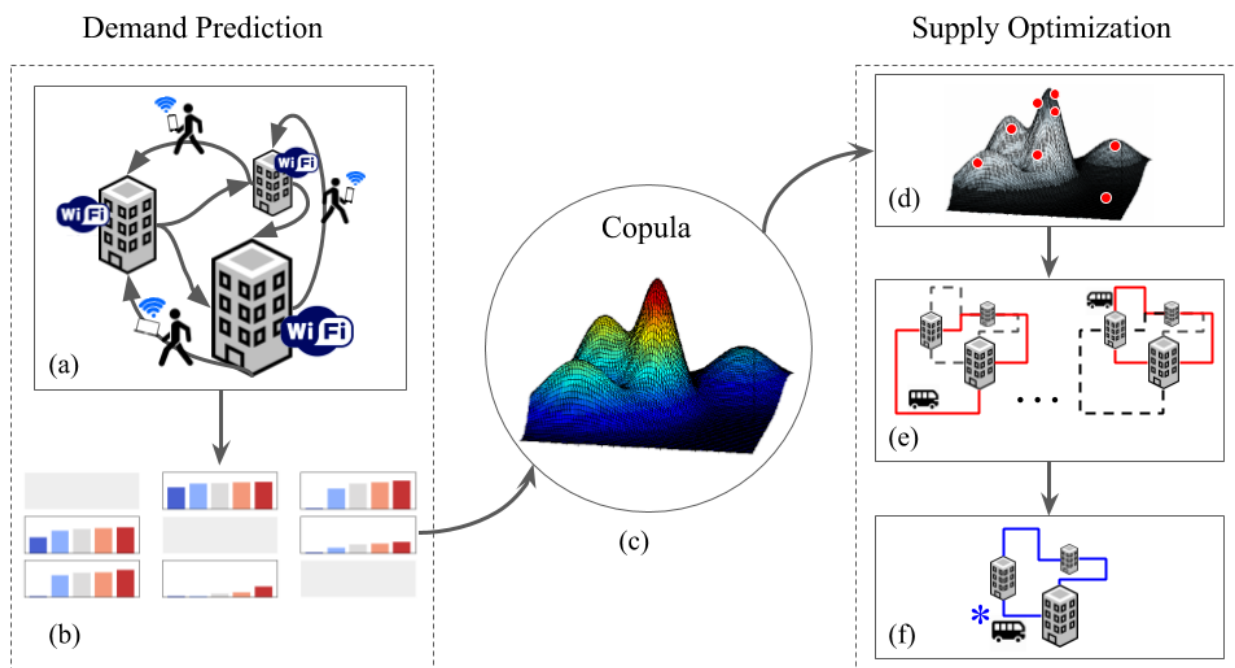 Demand Prediction
Supply Optimization
Wi Fi
Wi Fi
Wi Fi
(a)
(b)
Copula
(c)
(d)
(e)
. . .
(f)
*